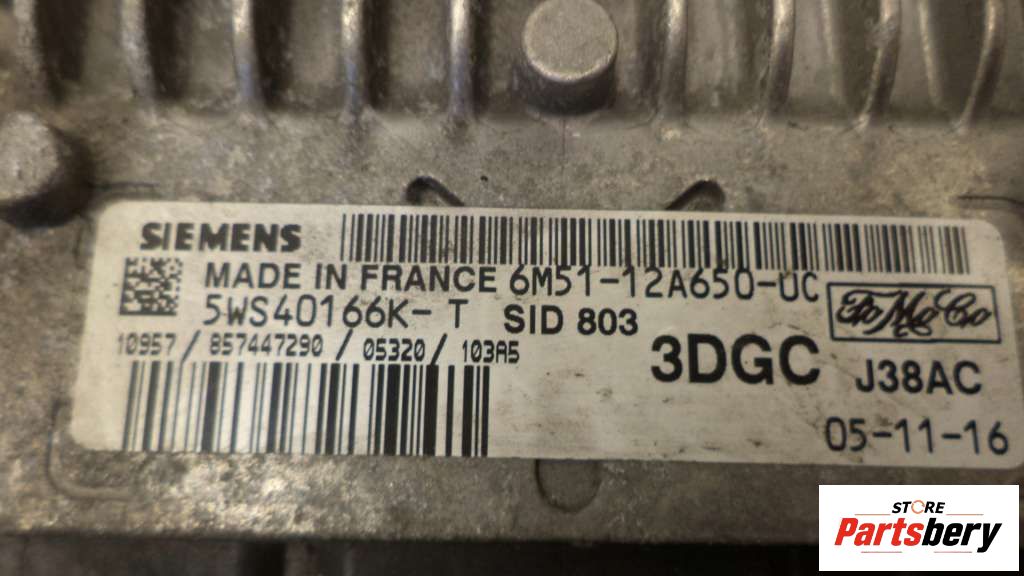 SIEMENS
MADE IN FRANCE 6M51-12A650-UC
5WS40166K-T SID 803
FoMoCo
10957 / 857447290 / 05320 / 103A5
3DGC J38AC
05-11-16
STORE
Partsbery